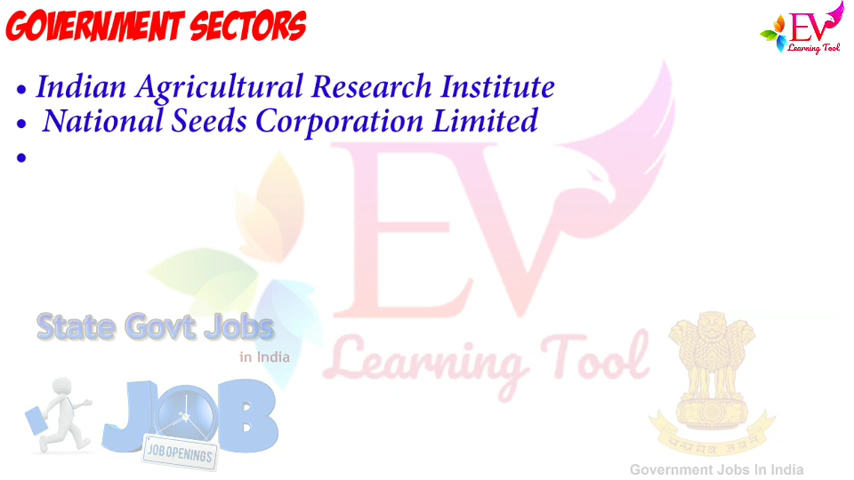 GOVERNMENT SECTORS
EV
Learning Tool
• Indian Agricultural Research Institute
• National Seeds Corporation Limited
•
EV
Learning Tool
State Govt Jobs
in India
JOB
JOB OPENINGS
Government Jobs In India